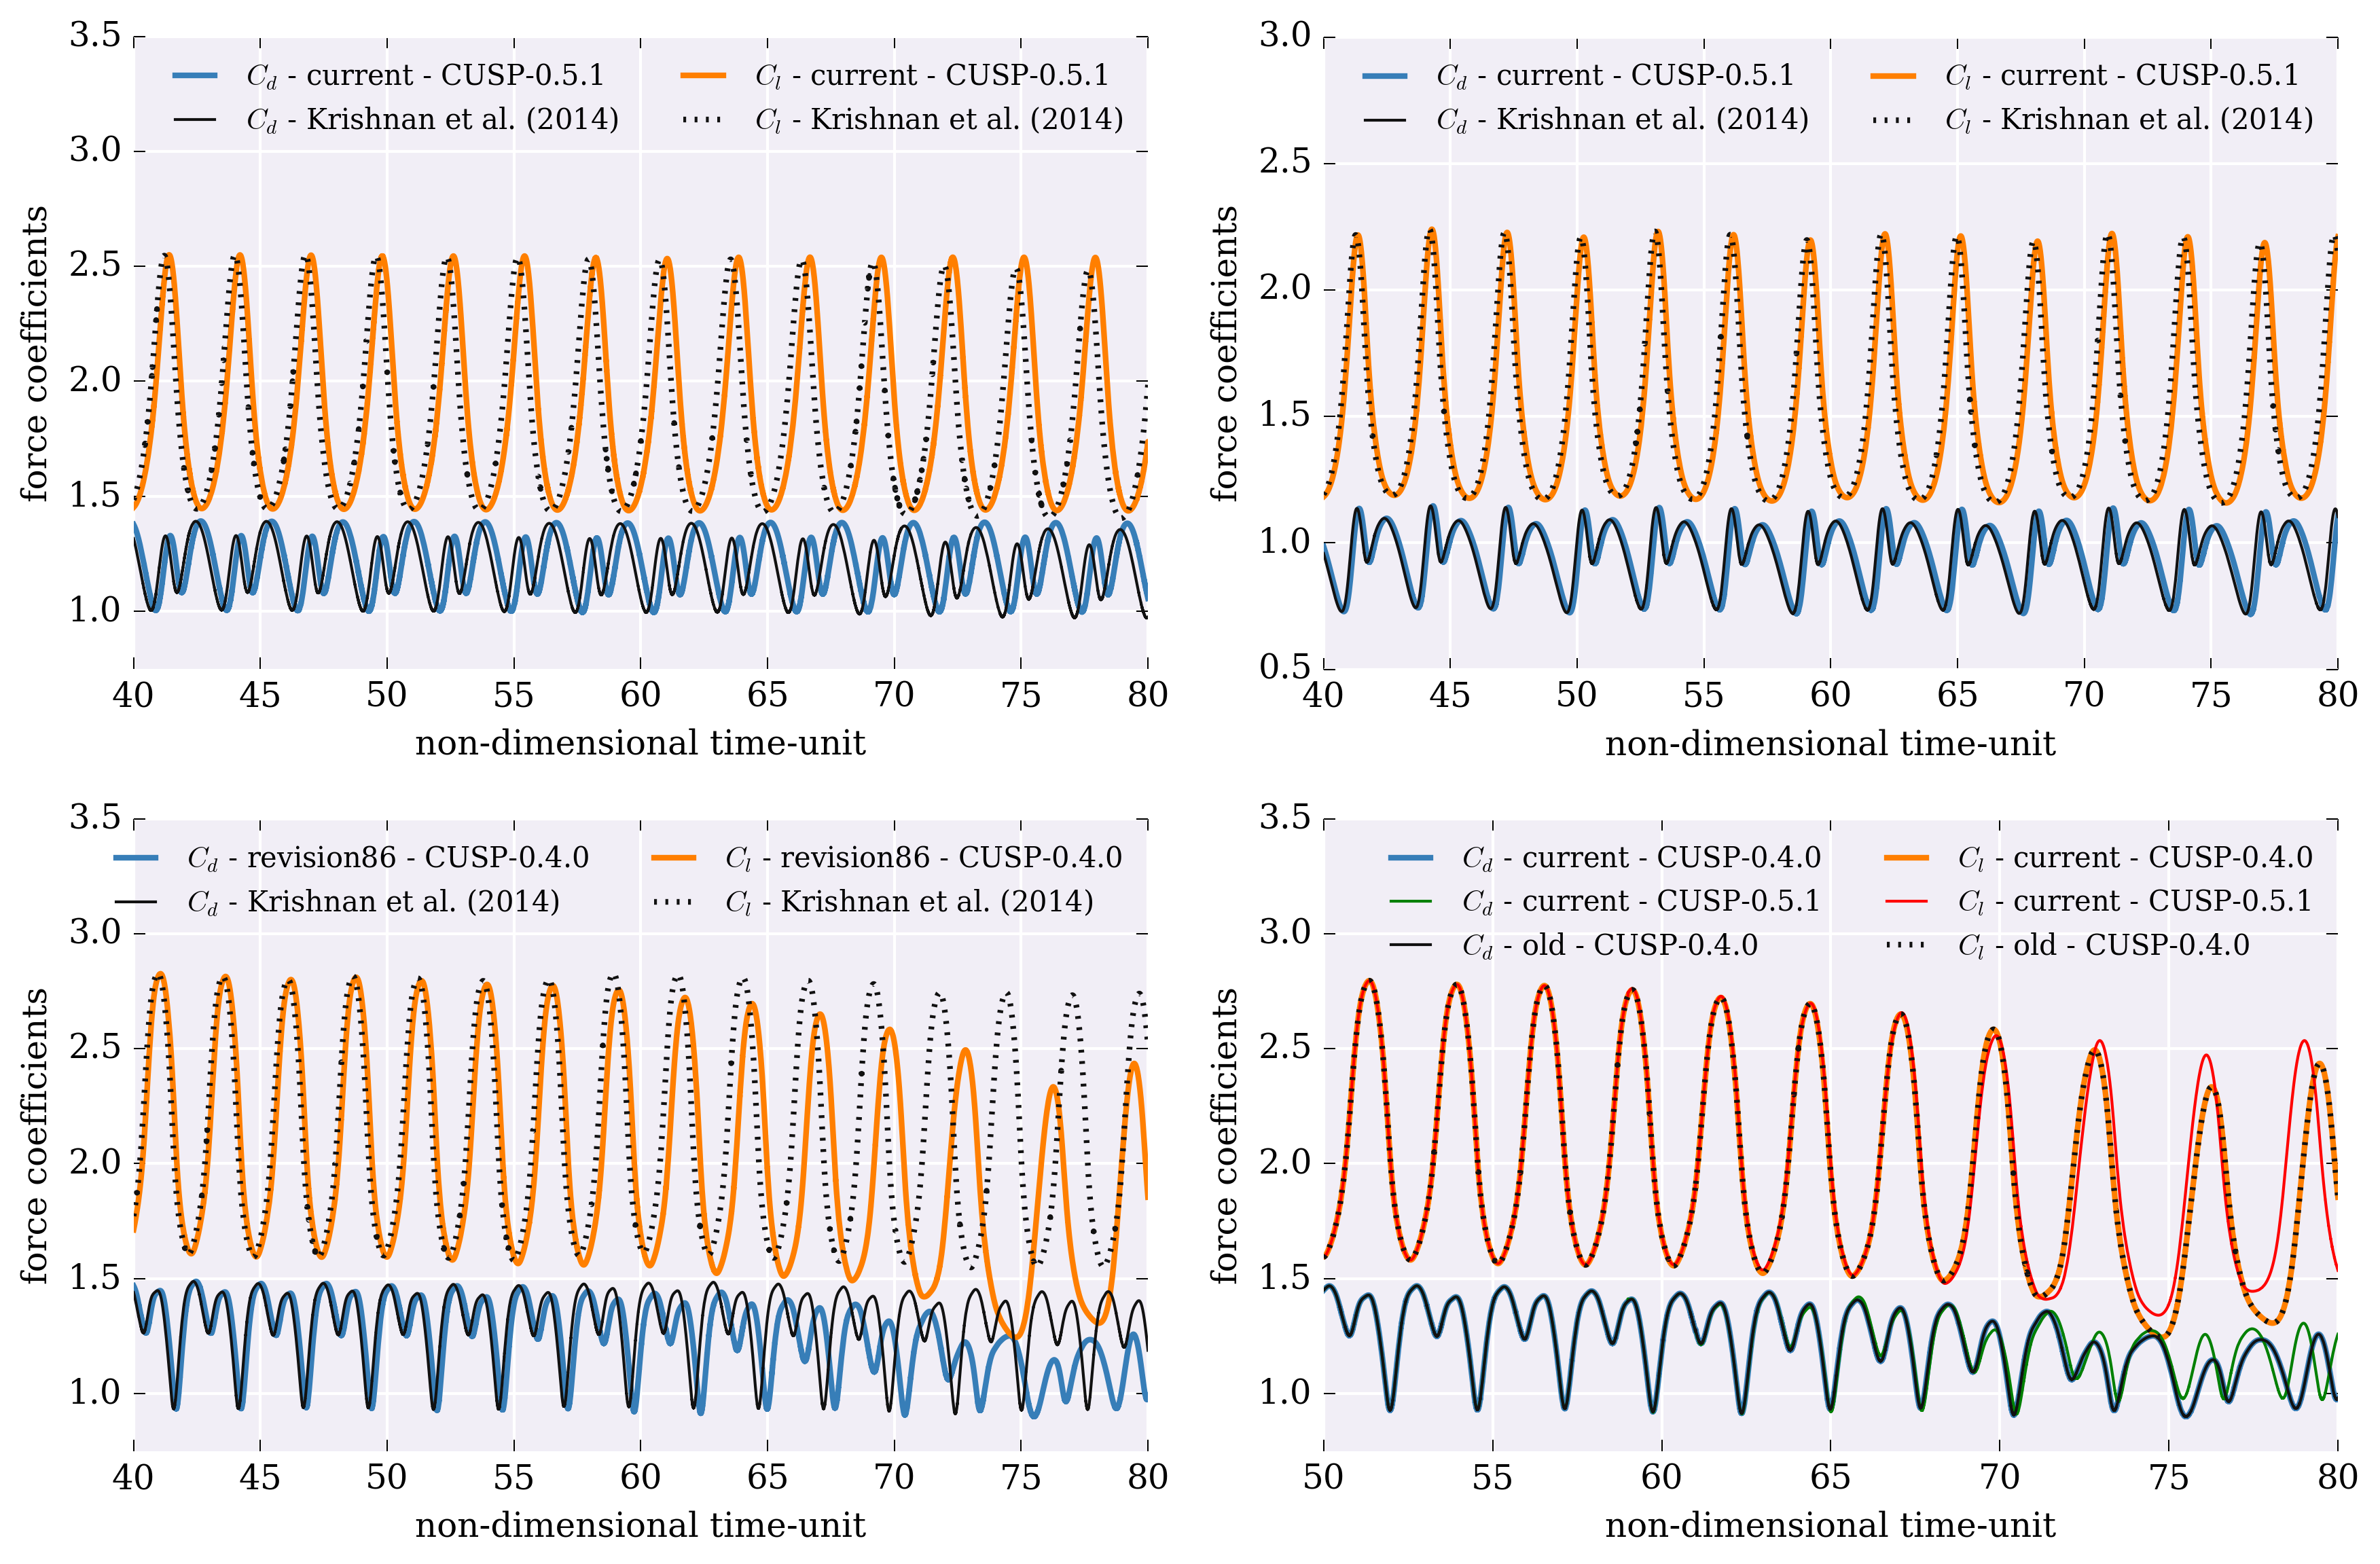 3.5
3.0
2.5
2.0
1.5
1.0
force coefficients
C_d - current - CUSP-0.5.1
C_d - Krishnan et al. (2014)
C_l - current - CUSP-0.5.1
C_l - Krishnan et al. (2014)
40 45 50 55 60 65 70 75 80
non-dimensional time-unit
3.0
2.5
2.0
1.5
1.0
0.5
force coefficients
C_d - current - CUSP-0.5.1
C_d - Krishnan et al. (2014)
C_l - current - CUSP-0.5.1
C_l - Krishnan et al. (2014)
40 45 50 55 60 65 70 75 80
non-dimensional time-unit
3.5
3.0
2.5
2.0
1.5
1.0
force coefficients
C_d - revision86 - CUSP-0.4.0
C_d - Krishnan et al. (2014)
C_l - revision86 - CUSP-0.4.0
C_l - Krishnan et al. (2014)
40 45 50 55 60 65 70 75 80
non-dimensional time-unit
3.5
3.0
2.5
2.0
1.5
1.0
force coefficients
C_d - current - CUSP-0.4.0
C_d - current - CUSP-0.5.1
C_d - old - CUSP-0.4.0
C_l - current - CUSP-0.4.0
C_l - current - CUSP-0.5.1
C_l - old - CUSP-0.4.0
50 55 60 65 70 75 80
non-dimensional time-unit